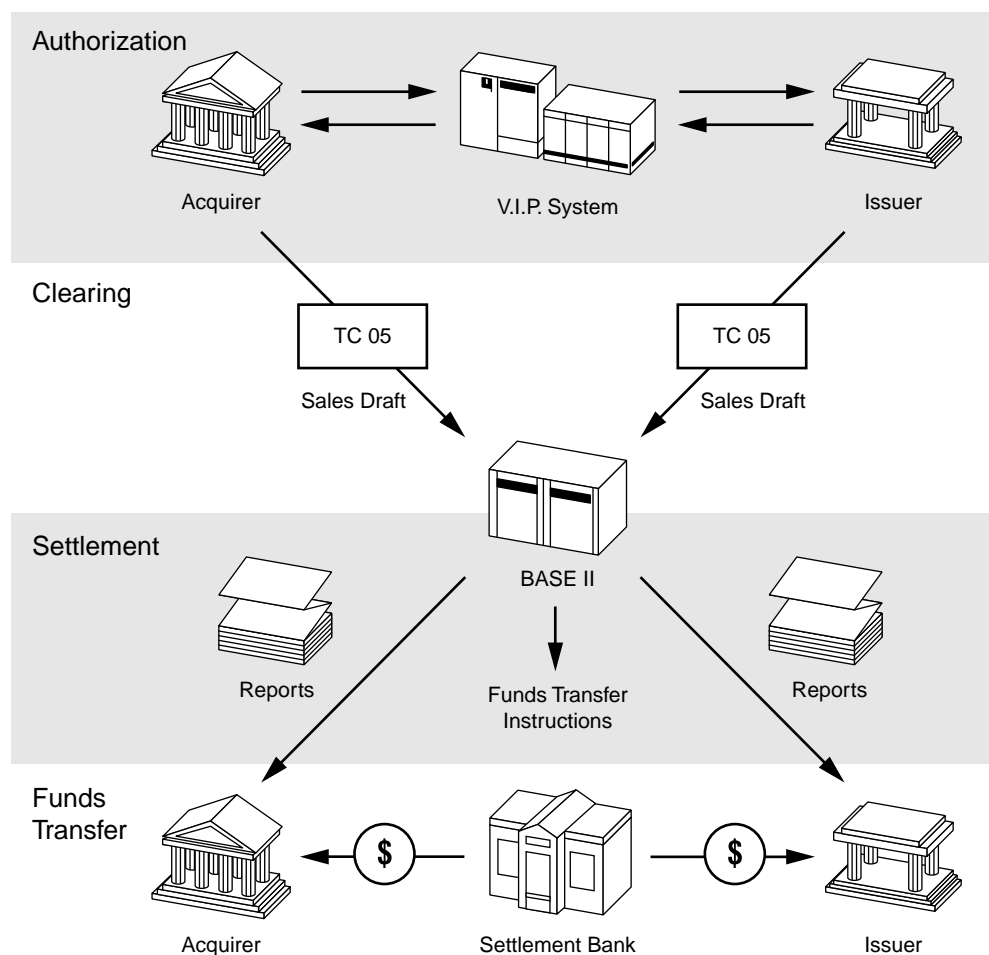 Authorization
Acquirer
V.I.P. System
Issuer
Clearing
TC 05
TC 05
Sales Draft
Sales Draft
Settlement
BASE II
Reports
Funds Transfer
Instructions
Reports
Funds
Transfer
$
$
Acquirer
Settlement Bank
Issuer